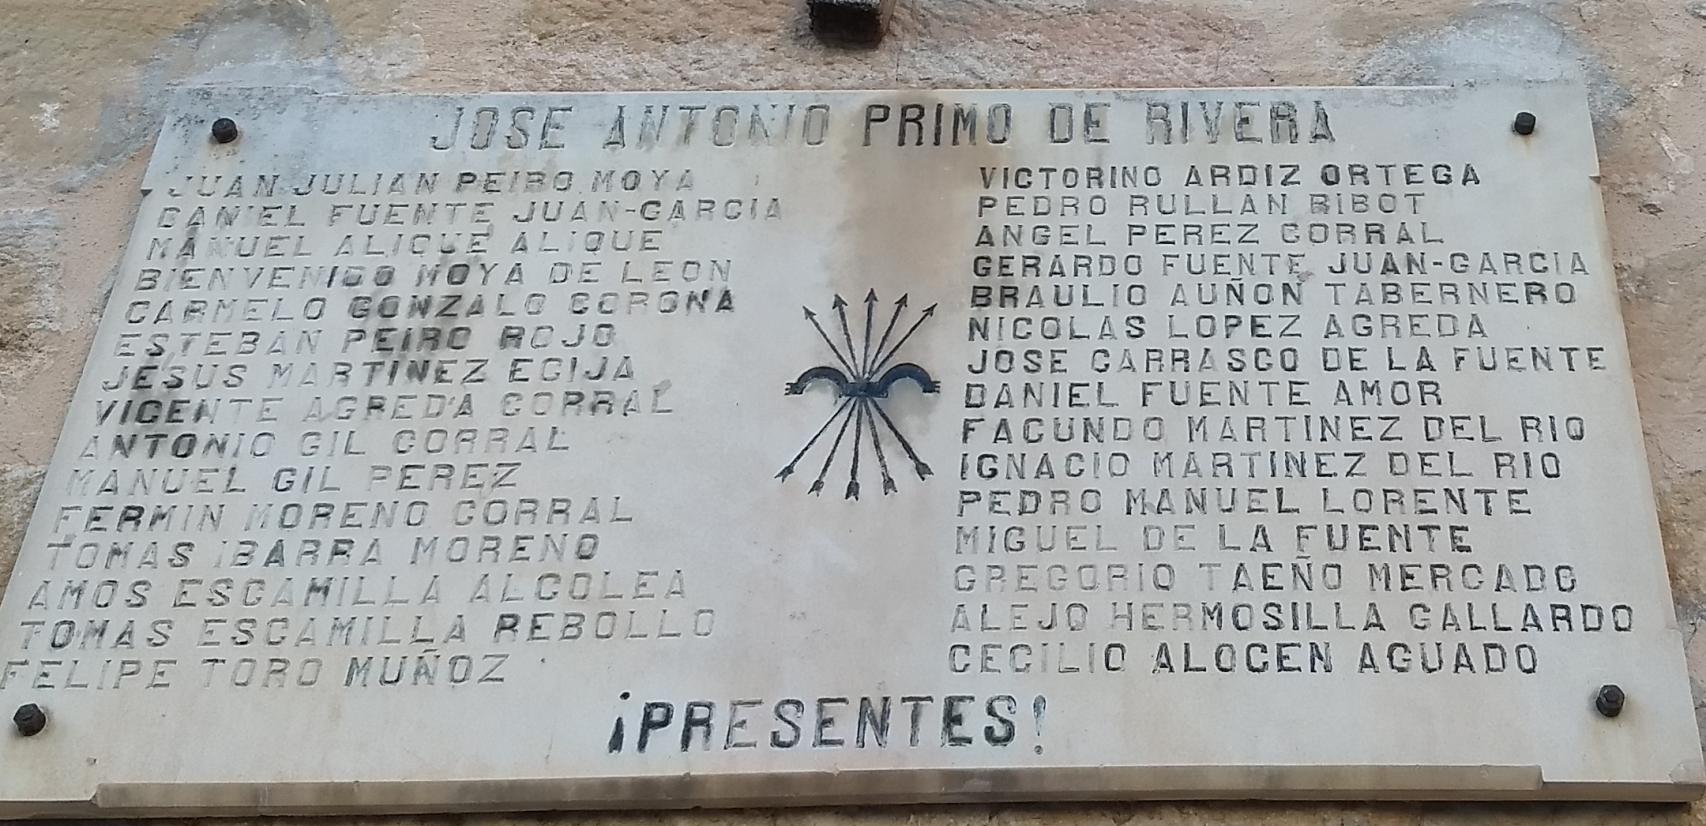 JOSE ANTONIO PRIMO DE RIVERA
JUAN JULIAN PEIRO MOYA
DANIEL FUENTE JUAN-GARCIA
MANUEL ALIQUE ALIQUE
BIENVENIDO MOYA DE LEON
CARMELO GONZALO CORONA
ESTEBAN PEIRO ROJO
JESUS MARTINEZ ECIJA
VICENTE AGREDA CORRAL
ANTONIO GIL CORRAL
MANUEL GIL PEREZ
FERMIN MORENO CORRAL
TOMAS IBARRA MORENO
AMOS ESCAMILLA ALCOLEA
TOMAS ESCAMILLA REBOLLO
FELIPE TORO MUÑOZ
VICTORINO ARDIZ ORTEGA
PEDRO RULLAN RIBOT
ANGEL PEREZ CORRAL
GERARDO FUENTE JUAN-GARCIA
BRAULIO AUÑON TABERNERO
NICOLAS LOPEZ AGREDA
JOSE CARRASCO DE LA FUENTE
DANIEL FUENTE AMOR
FACUNDO MARTINEZ DEL RIO
IGNACIO MARTINEZ DEL RIO
PEDRO MANUEL LORENTE
MIGUEL DE LA FUENTE
GREGORIO TAEÑO MERCADO
ALEJO HERMOSILLA GALLARDO
CECILIO ALOCEN AGUADO
¡PRESENTES!